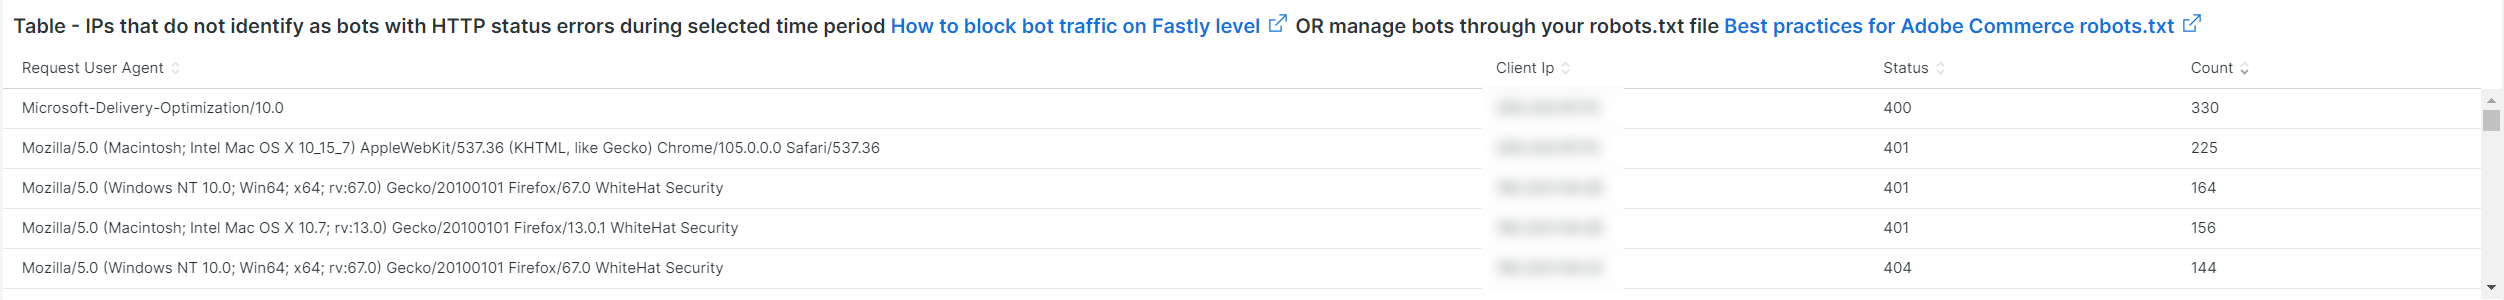 Table - IPs that do not identify as bots with HTTP status errors during selected time period How to block bot traffic on Fastly level OR manage bots through your robots.txt file Best practices for Adobe Commerce robots.txt
Request User Agent Client Ip Status Count
Microsoft-Delivery-Optimization/10.0 400 330
Mozilla/5.0 (Macintosh; Intel Mac OS X 10_15_7) AppleWebKit/537.36 (KHTML, like Gecko) Chrome/105.0.0.0 Safari/537.36 401 225
Mozilla/5.0 (Windows NT 10.0; Win64; x64; rv:67.0) Gecko/20100101 Firefox/67.0 WhiteHat Security 401 164
Mozilla/5.0 (Macintosh; Intel Mac OS X 10.7; rv:13.0) Gecko/20100101 Firefox/13.0.1 WhiteHat Security 401 156
Mozilla/5.0 (Windows NT 10.0; Win64; x64; rv:67.0) Gecko/20100101 Firefox/67.0 WhiteHat Security 404 144